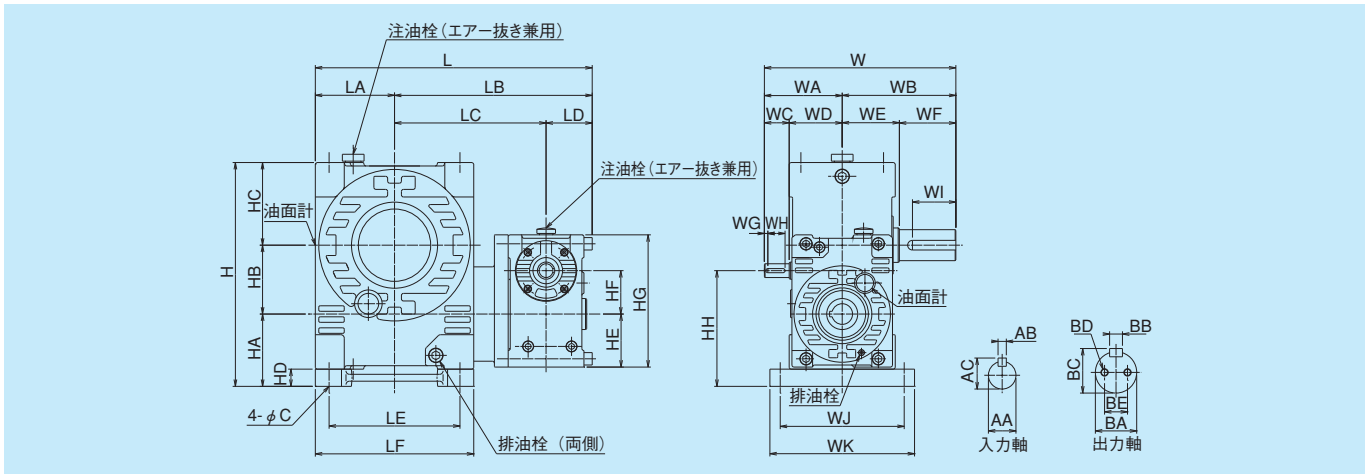 注油栓(エアー抜き兼用)
L
LA
LB
LC
LD
注油栓(エアー抜き兼用)
油面計
H
HC
HB
HA
HD
HF
HE
HG
4-φC
LE
LF
排油栓 (両側)
W
WA
WB
WC
WD
WE
WF
WI
WG
WH
HH
油面計
排油栓
WJ
WK
AB
AC
AA
入力軸
BD
BB
BC
BE
BA
出力軸